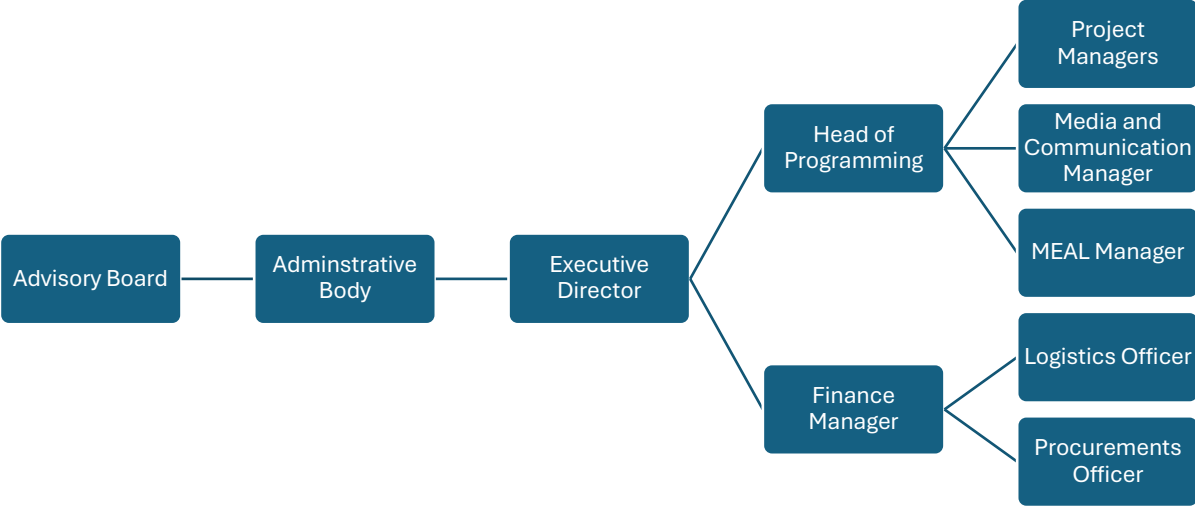 Advisory Board
Adminstrative
Body
Executive
Director
Head of
Programming
Project
Managers
Media and
Communication
Manager
MEAL Manager
Finance
Manager
Logistics Officer
Procurements
Officer